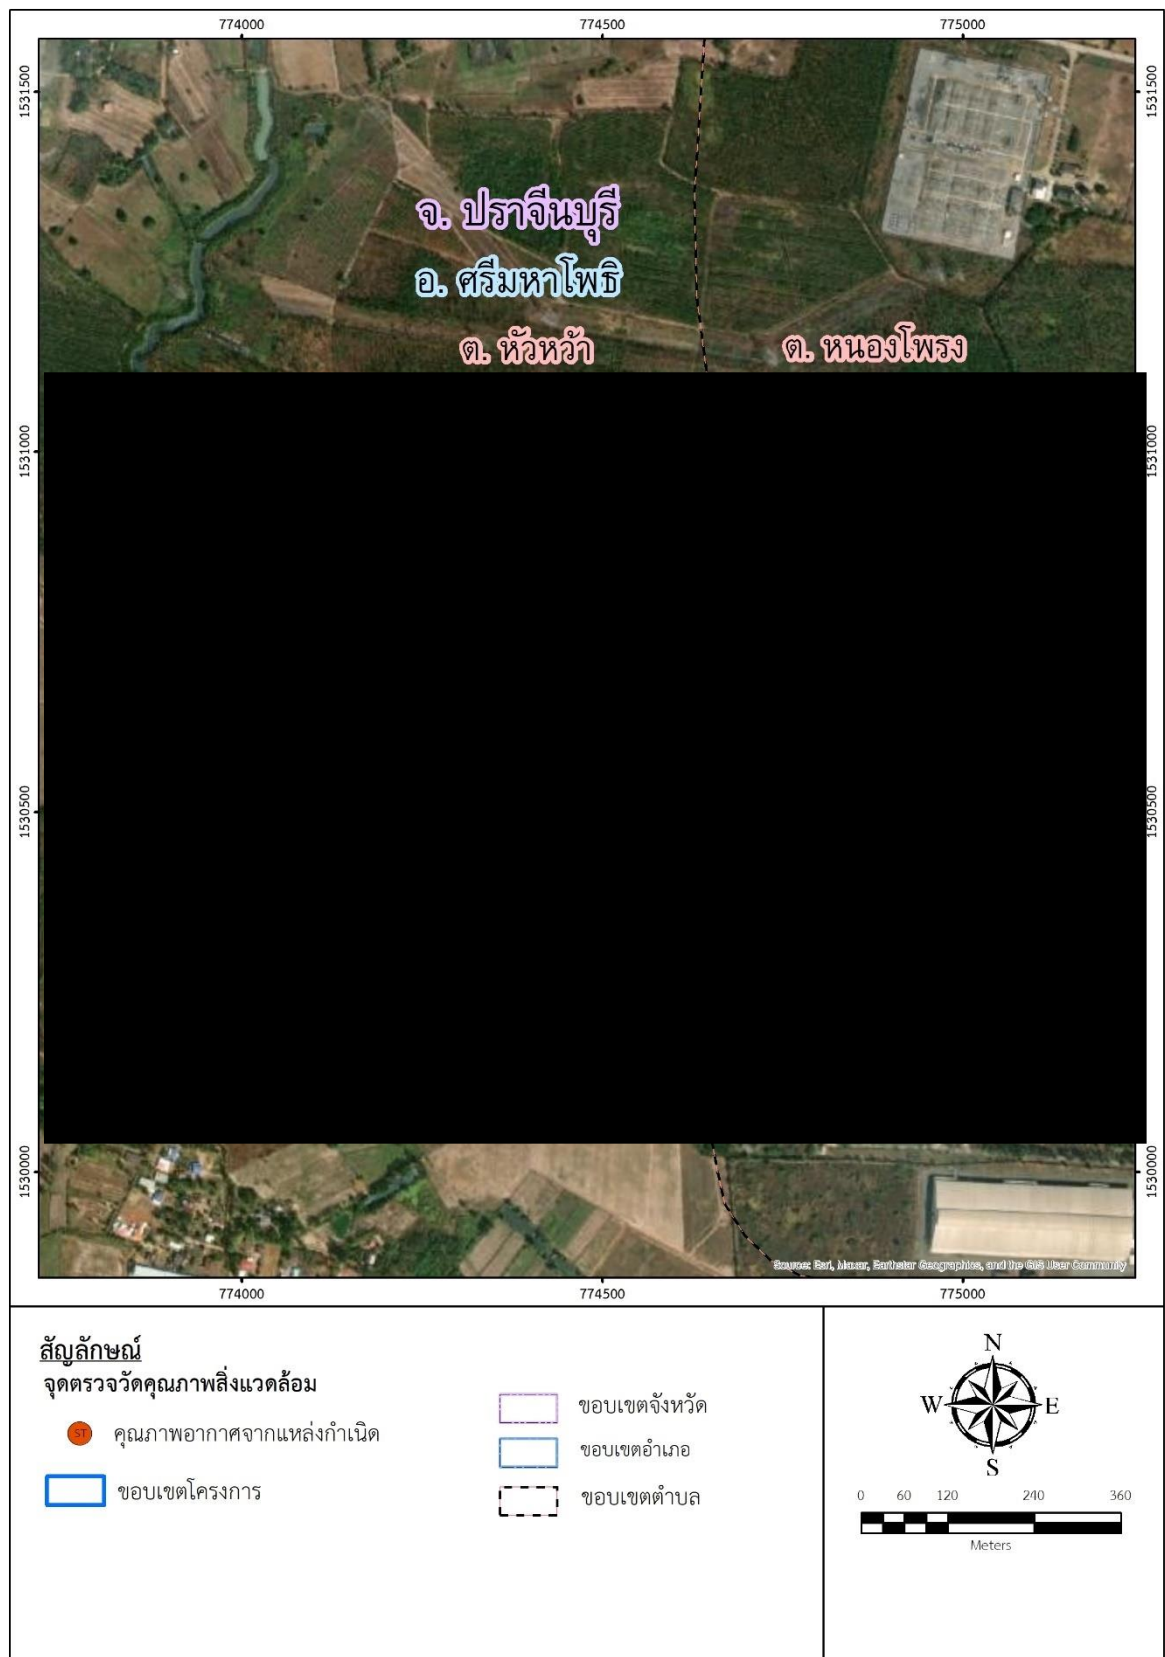 774000 774500 775000
1531500 1531500
จ. ปราจีนบุรี
อ. ศรีมหาโพธิ
ต. หัวหว้า ต. หนองโพรง
1531000 1531000
1530500 1530500
1530000 1530000
Source: Esri, Maxar, Earthstar Geographics, and the GIS User Community
774000 774500 775000
สัญลักษณ์
จุดตรวจวัดคุณภาพสิ่งแวดล้อม
ST คุณภาพอากาศจากแหล่งกำเนิด
ขอบเขตโครงการ
ขอบเขตจังหวัด
ขอบเขตอำเภอ
ขอบเขตตำบล
N
W E
S
0 60 120 240 360
Meters